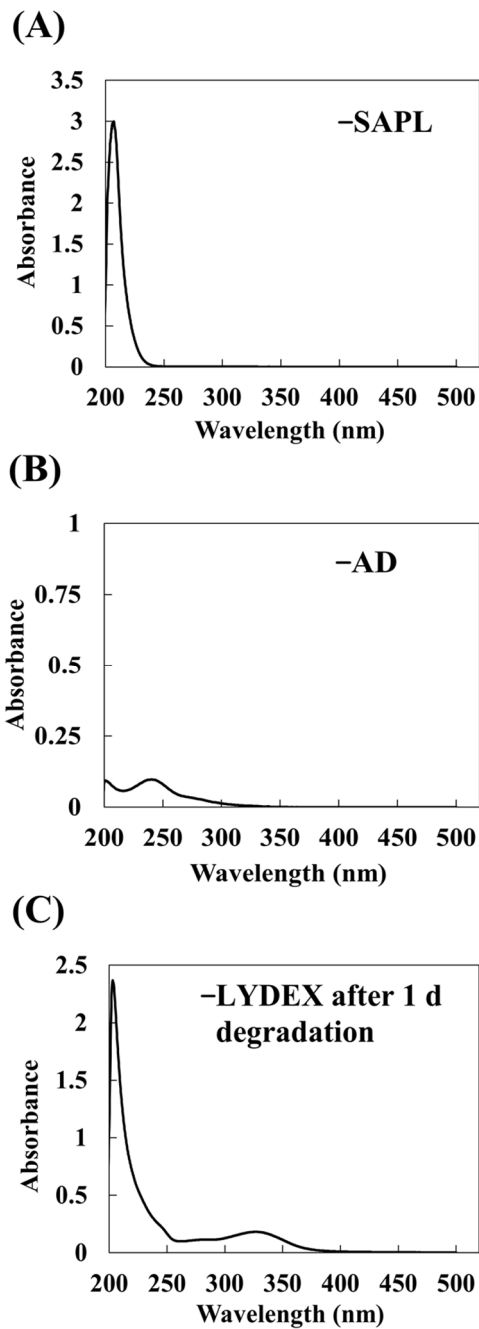 (A)
3.5
3
2.5
2
1.5
1
0.5
0
Absorbance
−SAPL
200 250 300 350 400 450 500
Wavelength (nm)
(B)
1
0.75
0.5
0.25
0
Absorbance
−AD
200 250 300 350 400 450 500
Wavelength (nm)
(C)
2.5
2
1.5
1
0.5
0
Absorbance
−LYDEX after 1 d
degradation
200 250 300 350 400 450 500
Wavelength (nm)